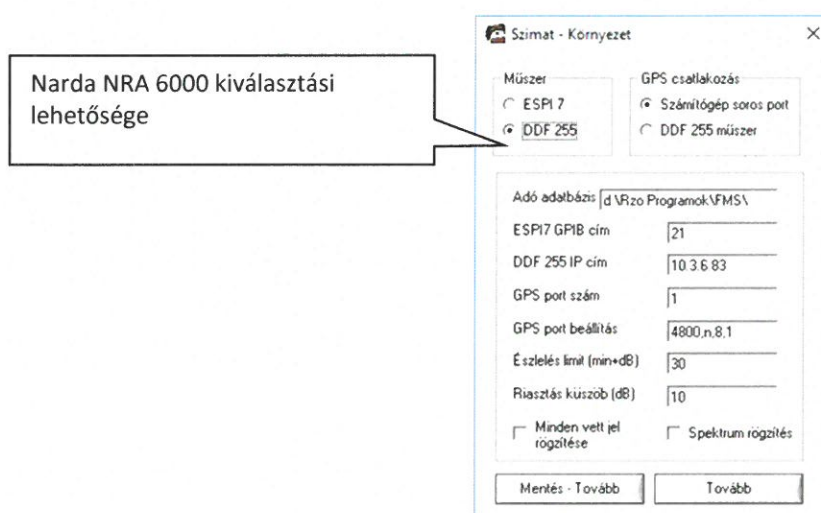 Narda NRA 6000 kiválasztási
lehetősége
Szimat - Környezet
Műszer
ESPI 7
DDF 255
GPS csatlakozás
Számítógép soros port
DDF 255 műszer
Adó adatbázis d:\Rzo Programok\FMS\
ESPI7 GPIB cím 21
DDF 255 IP cím 10.3.6.83
GPS port szám 1
GPS port beállítás 4800,n,8,1
Észlelés limit (min+dB) 30
Riasztás küszöb (dB) 10
Minden vett jel
rögzítése
Spektrum rögzítés
Mentés - Tovább
Tovább